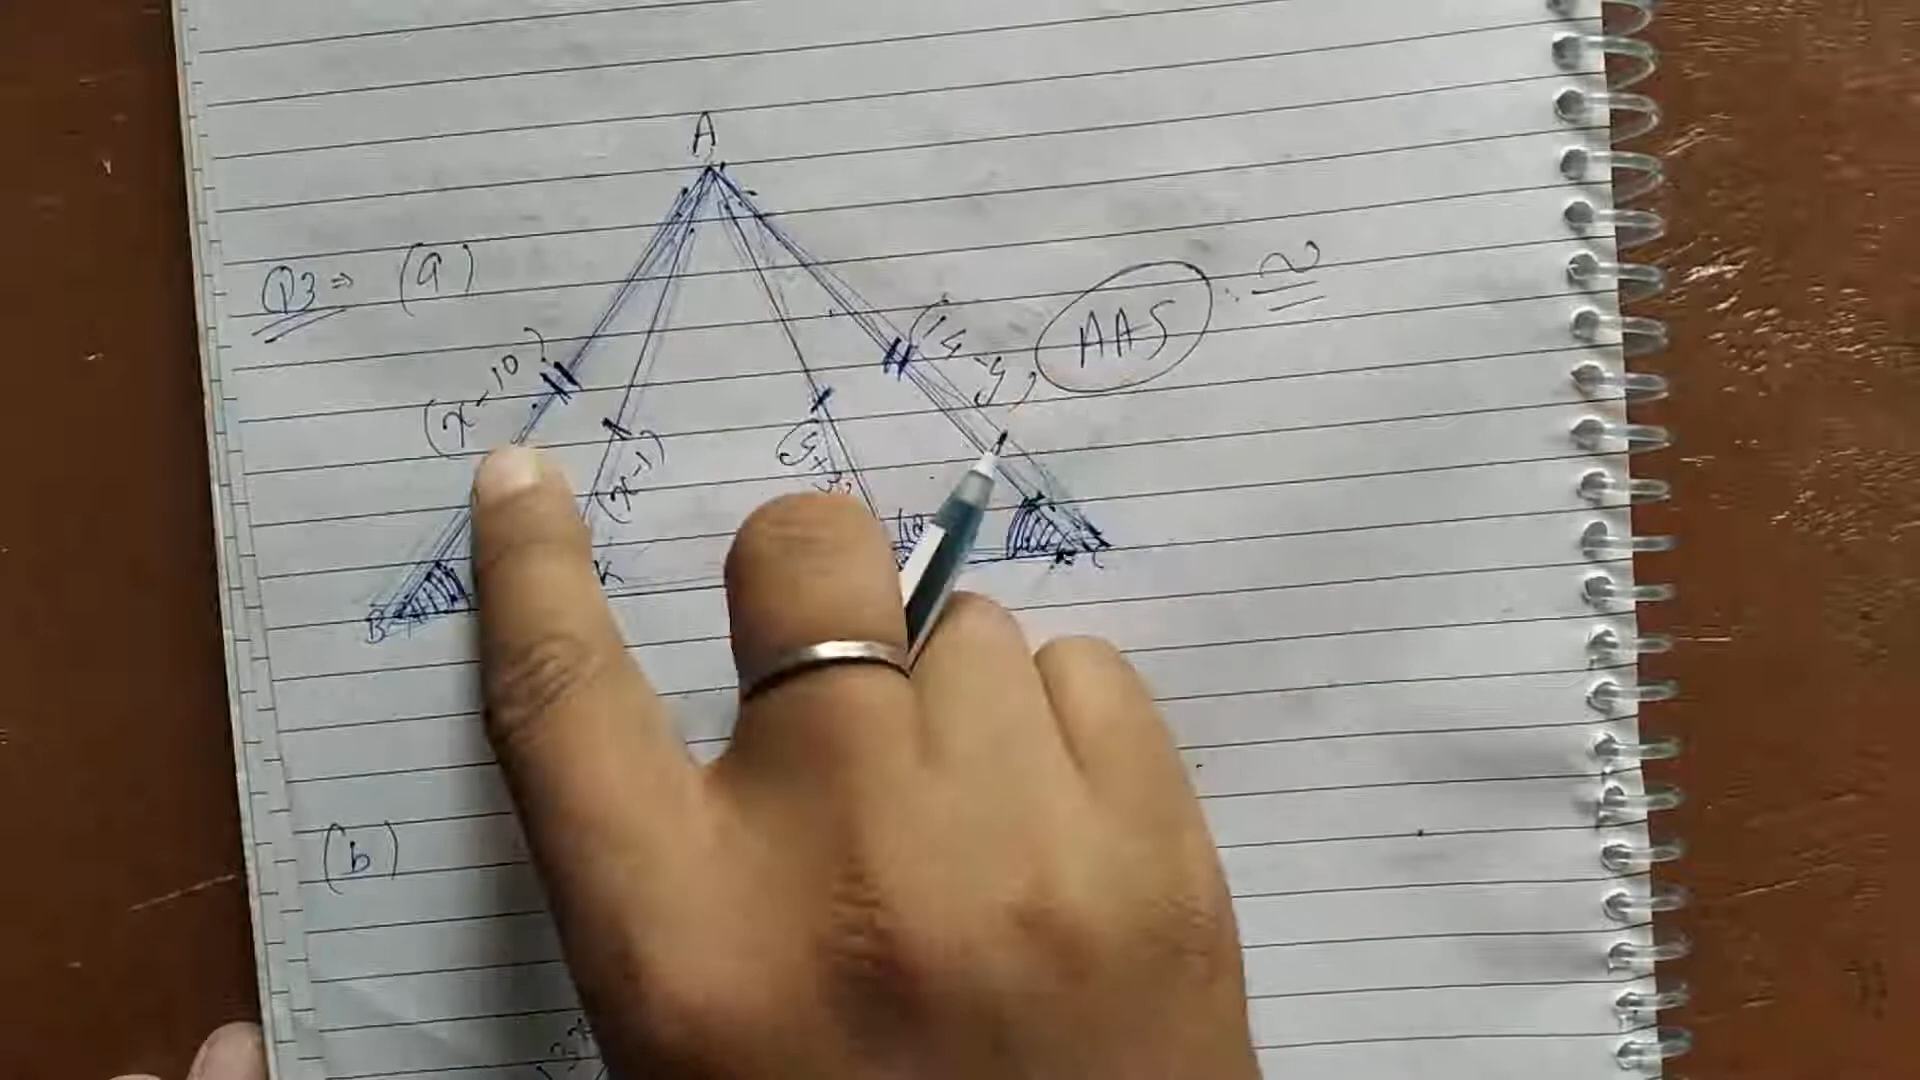 A
Q3 ⇒ (a)
AAS ≅
(x-10)
(14-y)
(x-1)
K
B
C
(b)